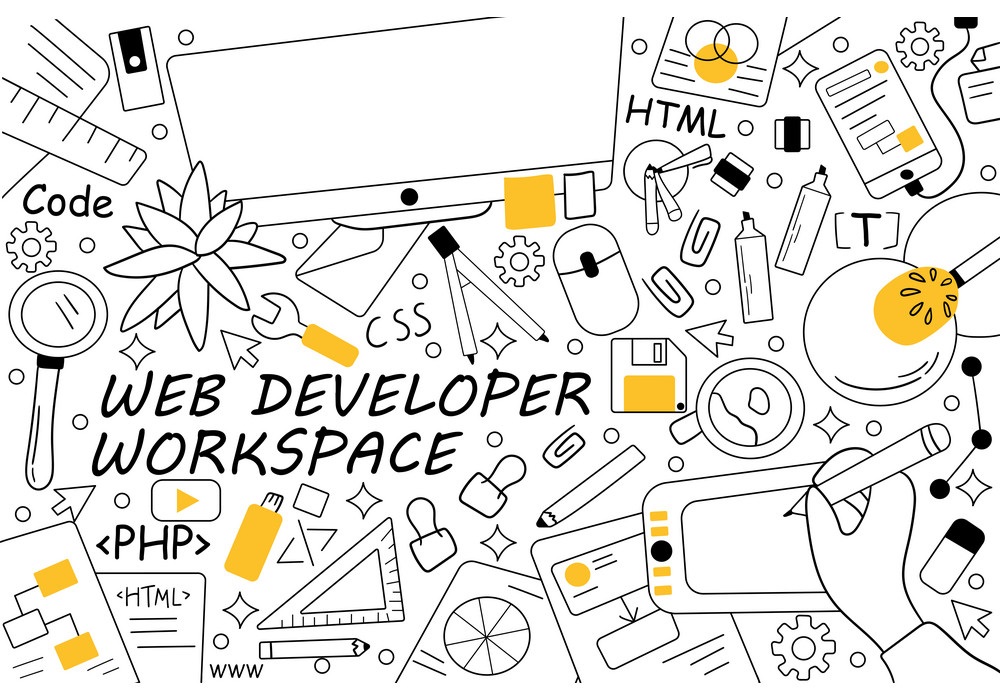 HTML
Code
[T]
CSS
WEB DEVELOPER
WORKSPACE
<PHP>
<HTML>
WWW